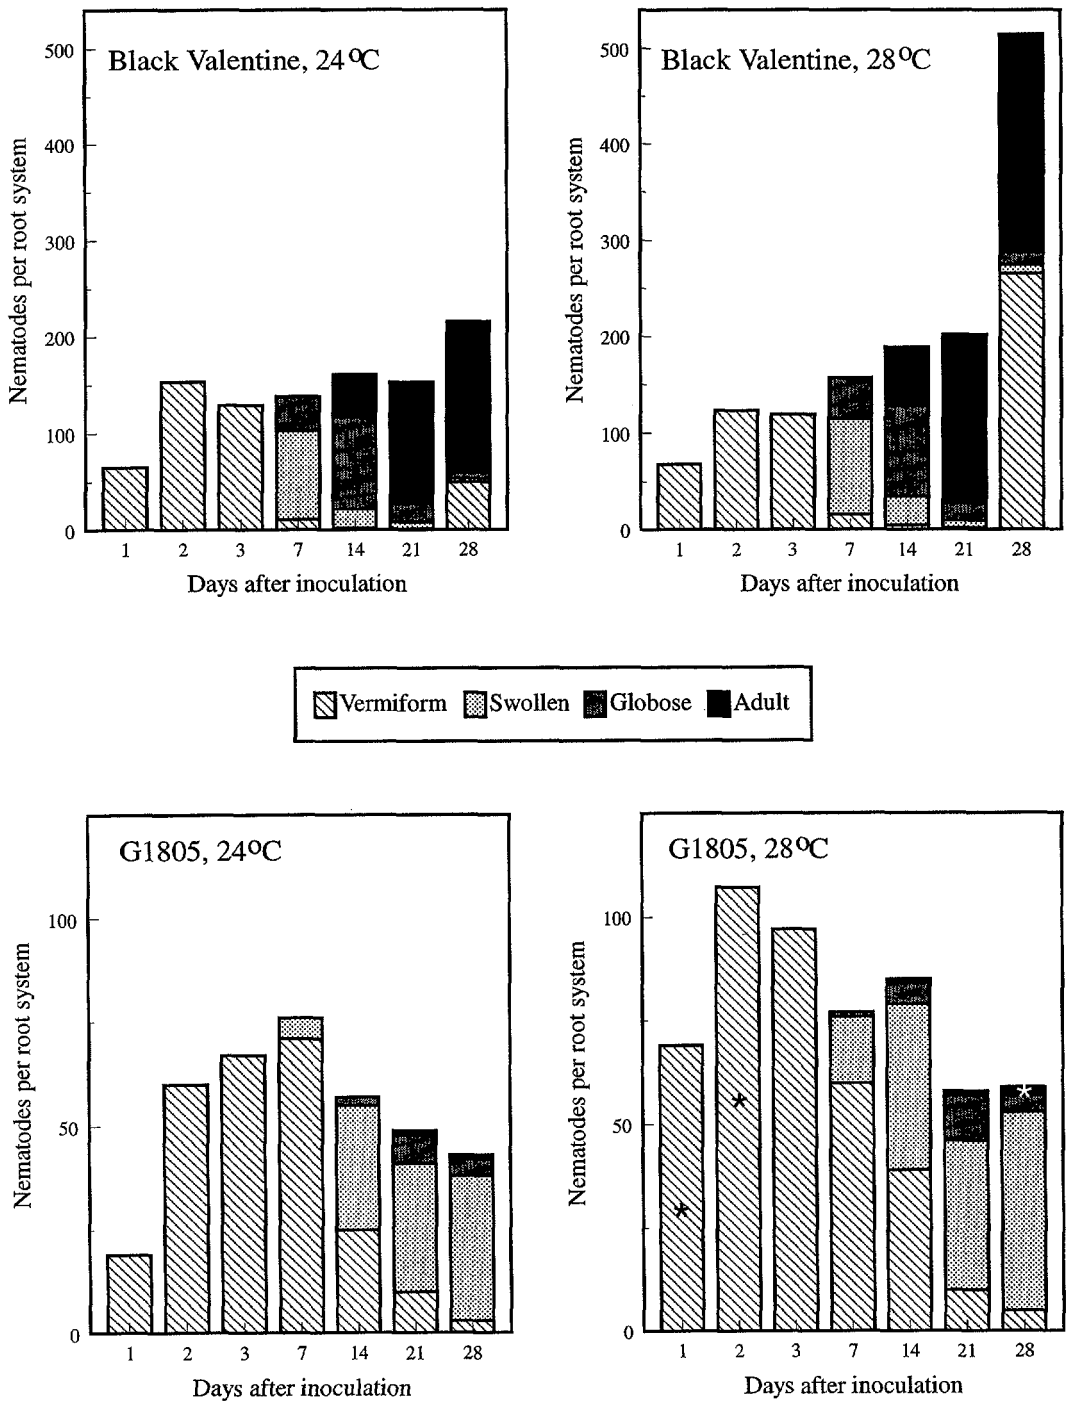 Black Valentine, 24°C
Nematodes per root system
500
400
300
200
100
0
1 2 3 7 14 21 28
Days after inoculation
Black Valentine, 28°C
Nematodes per root system
500
400
300
200
100
0
1 2 3 7 14 21 28
Days after inoculation
Vermiform Swollen Globose Adult
G1805, 24°C
Nematodes per root system
100
50
0
1 2 3 7 14 21 28
Days after inoculation
G1805, 28°C
Nematodes per root system
100
50
0
*
*
*
1 2 3 7 14 21 28
Days after inoculation